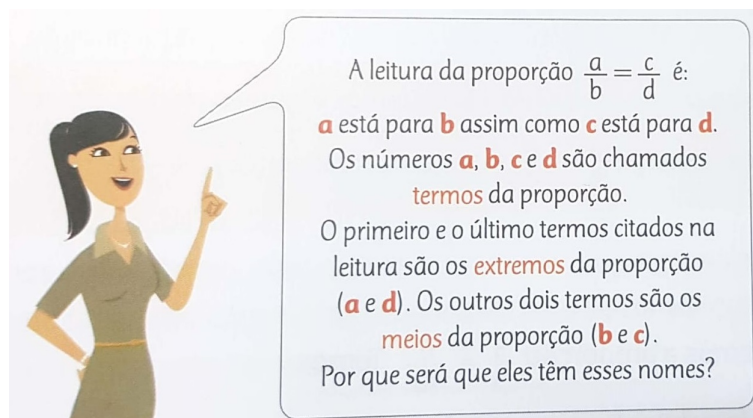 A leitura da proporção a/b = c/d é:
a está para b assim como c está para d.
Os números a, b, c e d são chamados
termos da proporção.
O primeiro e o último termos citados na
leitura são os extremos da proporção
(a e d). Os outros dois termos são os
meios da proporção (b e c).
Por que será que eles têm esses nomes?